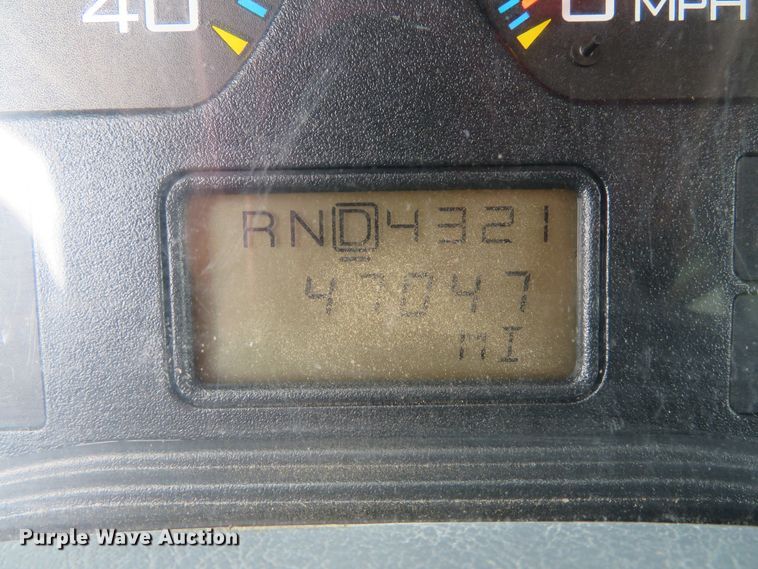 40
0 MPH
RND4321
47047
MI
Purple Wave Auction®